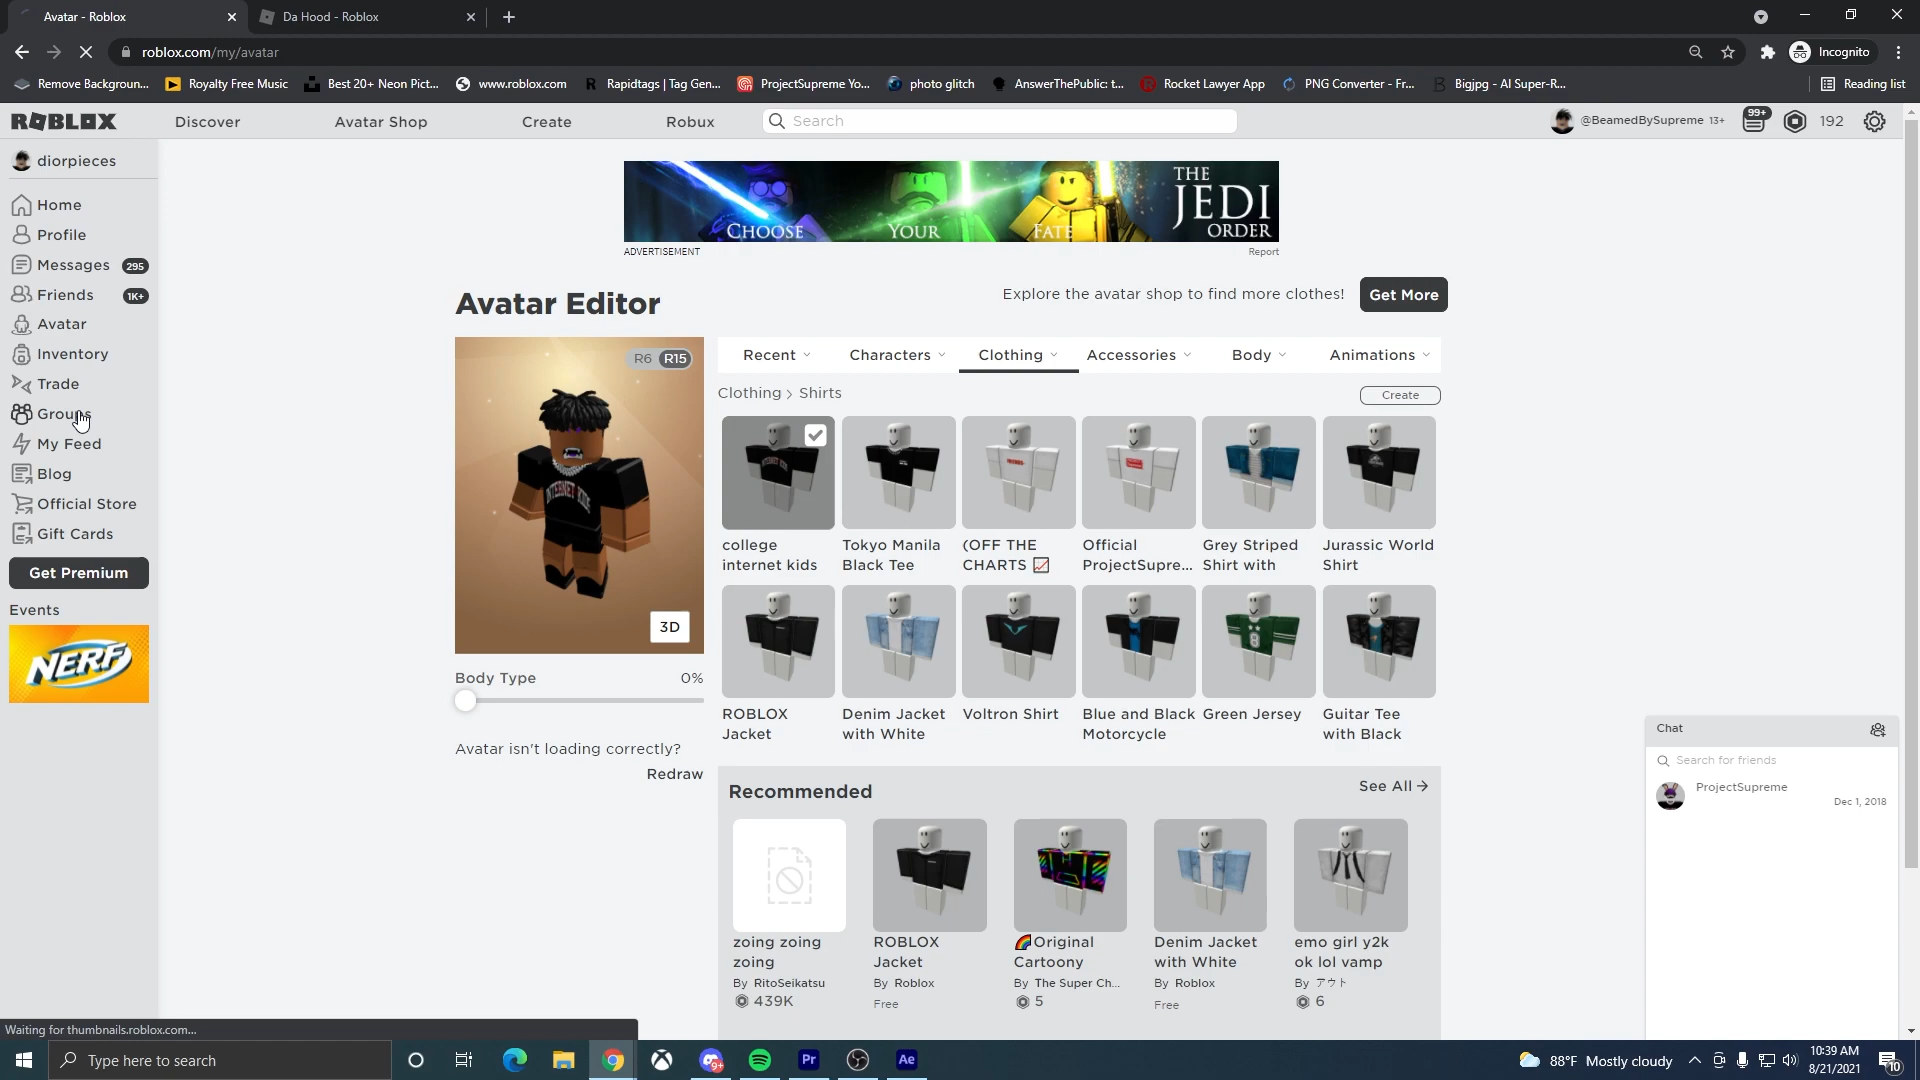 Avatar - Roblox
Da Hood - Roblox
roblox.com/my/avatar
Incognito
Remove Backgroun...
Royalty Free Music
Best 20+ Neon Pict...
www.roblox.com
Rapidtags | Tag Gen...
ProjectSupreme Yo...
photo glitch
AnswerThePublic: t...
Rocket Lawyer App
PNG Converter - Fr...
Bigjpg - AI Super-R...
Reading list
ROBLOX
Discover
Avatar Shop
Create
Robux
Search
@BeamedBySupreme 13+
99+
192
diorpieces
Home
Profile
Messages 295
Friends 1K+
Avatar
Inventory
Trade
Groups
My Feed
Blog
Official Store
Gift Cards
Get Premium
Events
NERF
CHOOSE YOUR FATE
THE
JEDI
ORDER
ADVERTISEMENT
Report
Avatar Editor
Explore the avatar shop to find more clothes!
Get More
R6 R15
INTERNET KIDS
3D
Body Type 0%
Avatar isn't loading correctly?
Redraw
Recent
Characters
Clothing
Accessories
Body
Animations
Clothing > Shirts
Create
college
internet kids
Tokyo Manila
Black Tee
(OFF THE
CHARTS 📈
Official
ProjectSupre...
Grey Striped
Shirt with
Jurassic World
Shirt
ROBLOX
Jacket
Denim Jacket
with White
Voltron Shirt
Blue and Black
Motorcycle
Green Jersey
Guitar Tee
with Black
Recommended
See All →
zoing zoing
zoing
By RitoSeikatsu
439K
ROBLOX
Jacket
By Roblox
Free
🌈Original
Cartoony
By The Super Ch...
5
Denim Jacket
with White
By Roblox
Free
emo girl y2k
ok lol vamp
By アウト
6
Chat
Search for friends
ProjectSupreme
Dec 1, 2018
Waiting for thumbnails.roblox.com...
Type here to search
9+
Pr
Ae
88°F Mostly cloudy
10:39 AM
8/21/2021
10